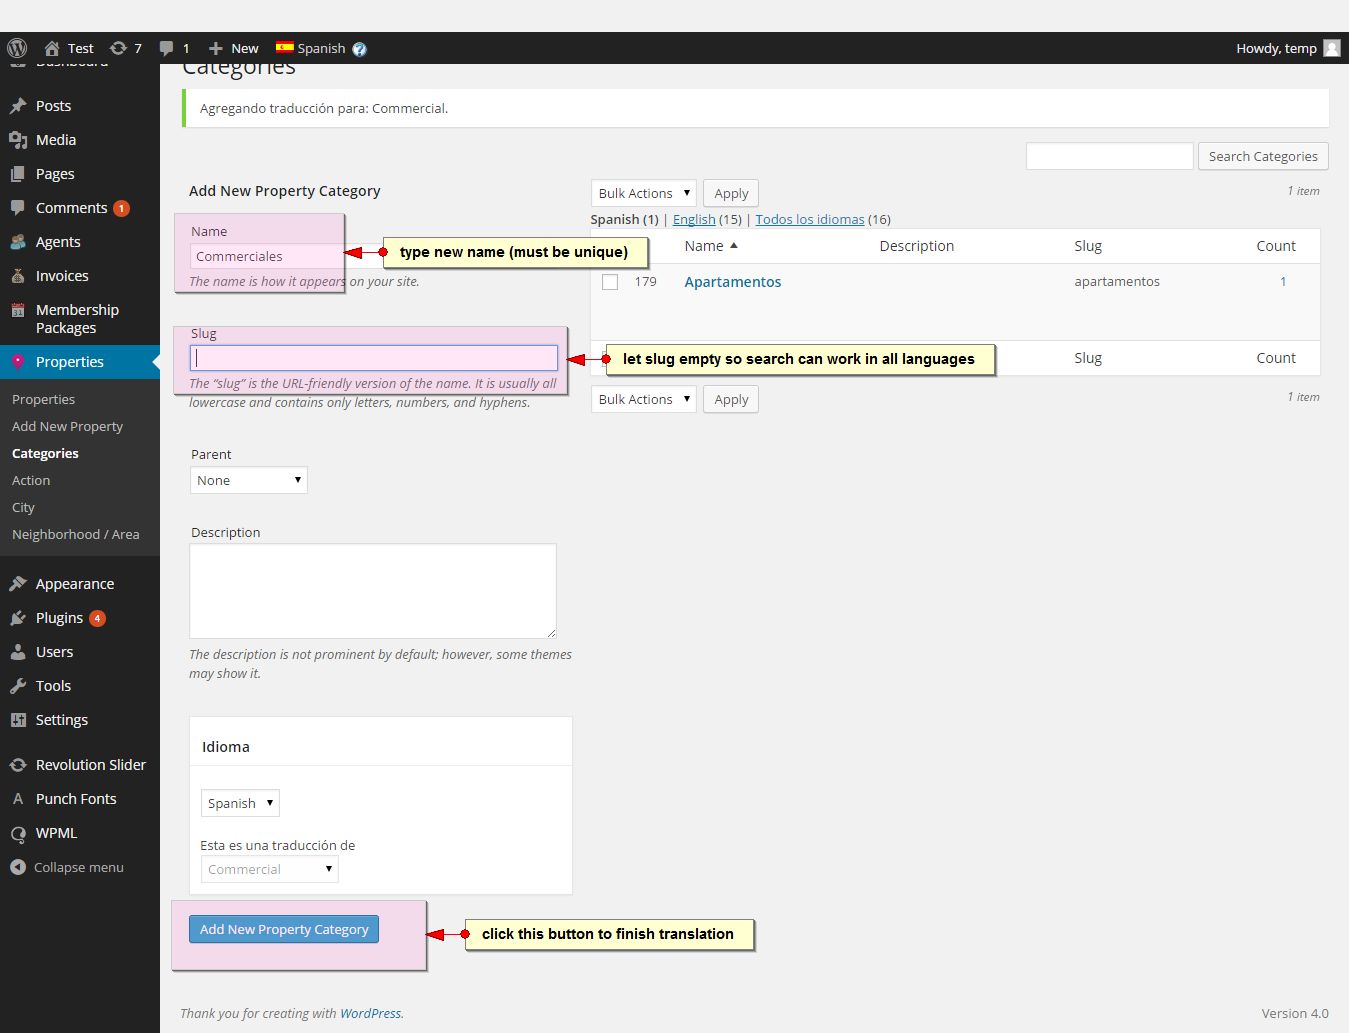 Test
7
1
New
Spanish
Howdy, temp
Dashboard
Posts
Media
Pages
Comments 1
Agents
Invoices
Membership
Packages
Properties
Properties
Add New Property
Categories
Action
City
Neighborhood / Area
Appearance
Plugins 4
Users
Tools
Settings
Revolution Slider
Punch Fonts
WPML
Collapse menu
Categories
Agregando traducción para: Commercial.
Search Categories
Add New Property Category
Name
Commerciales
type new name (must be unique)
The name is how it appears on your site.
Slug
let slug empty so search can work in all languages
The “slug” is the URL-friendly version of the name. It is usually all
lowercase and contains only letters, numbers, and hyphens.
Parent
None
Description
The description is not prominent by default; however, some themes
may show it.
Idioma
Spanish
Esta es una traducción de
Commercial
Add New Property Category
click this button to finish translation
Bulk Actions Apply 1 item
Spanish (1) | English (15) | Todos los idiomas (16)
Name Description Slug Count
179 Apartamentos apartamentos 1
Slug Count
Bulk Actions Apply 1 item
Thank you for creating with WordPress.
Version 4.0